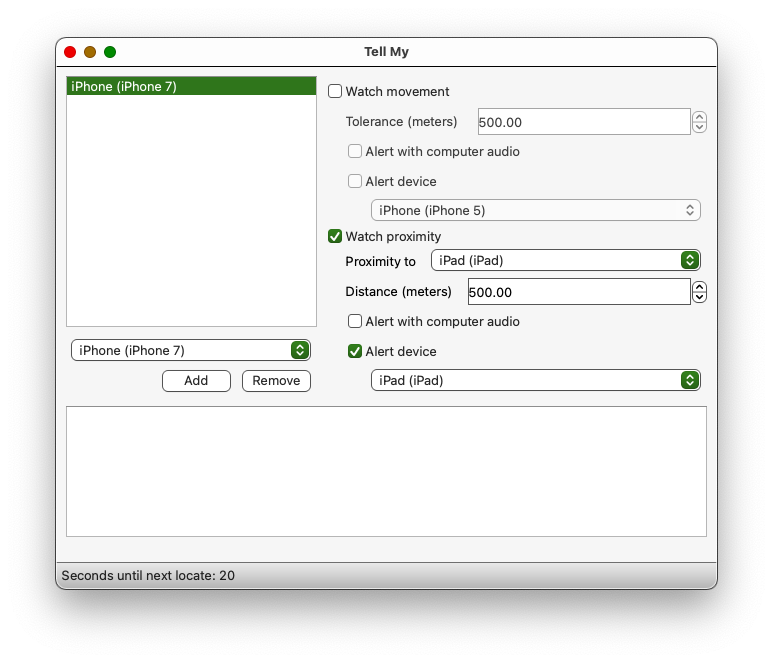 Tell My
iPhone (iPhone 7)
iPhone (iPhone 7)
Add Remove
Watch movement
Tolerance (meters) 500.00
Alert with computer audio
Alert device
iPhone (iPhone 5)
Watch proximity
Proximity to iPad (iPad)
Distance (meters) 500.00
Alert with computer audio
Alert device
iPad (iPad)
Seconds until next locate: 20